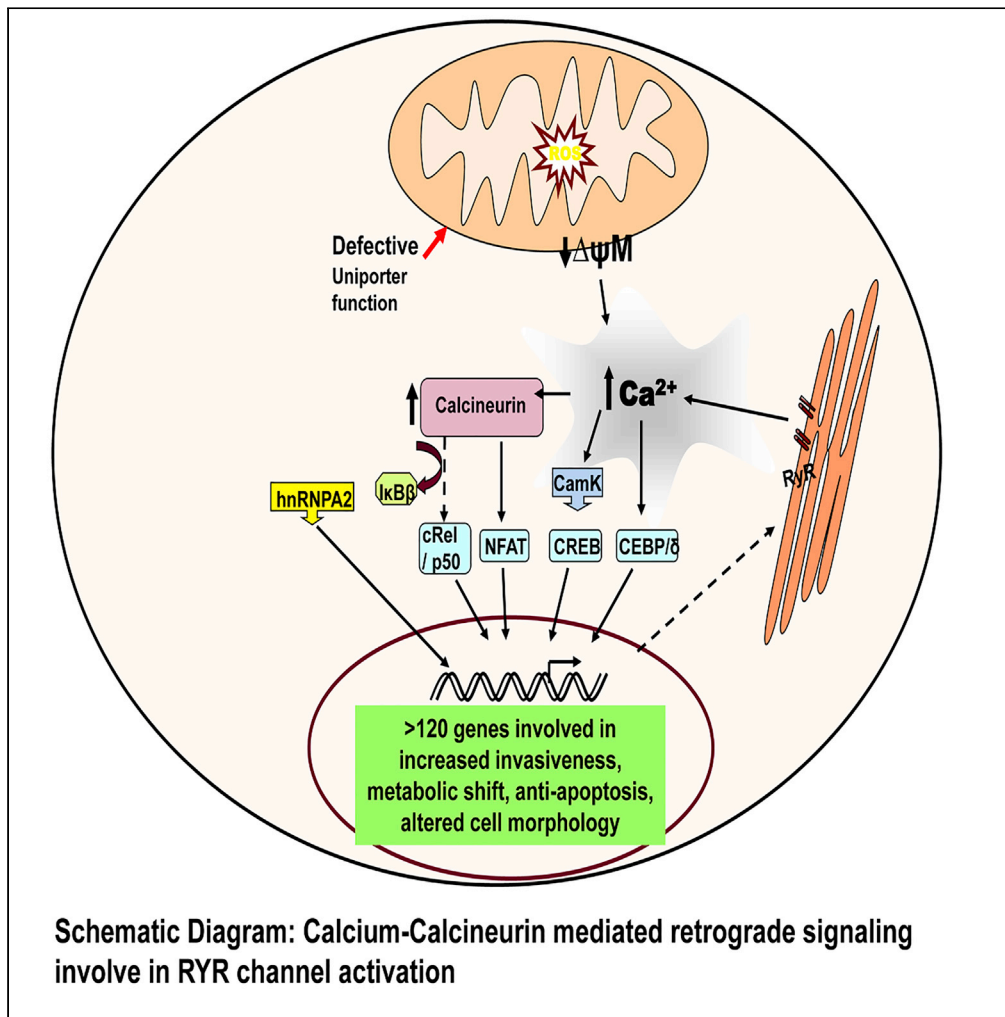 ROS
↓ΔψM
Defective
Uniporter
function
↑Ca²⁺
↑ Calcineurin
RyR
CamK
IκBβ
hnRNPA2
cRel
/ p50
NFAT
CREB
CEBP/δ
>120 genes involved in
increased invasiveness,
metabolic shift, anti-apoptosis,
altered cell morphology
Schematic Diagram: Calcium-Calcineurin mediated retrograde signaling
involve in RYR channel activation